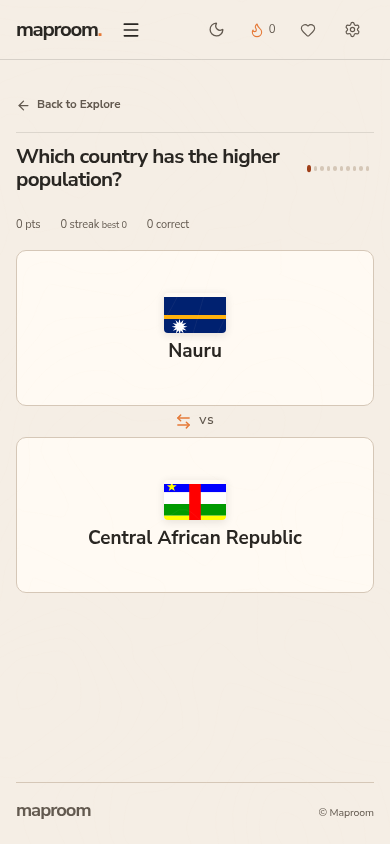 maproom.
0
Back to Explore
Which country has the higher
population?
0 pts
0 streak best 0
0 correct
Nauru
VS
Central African Republic
maproom
© Maproom